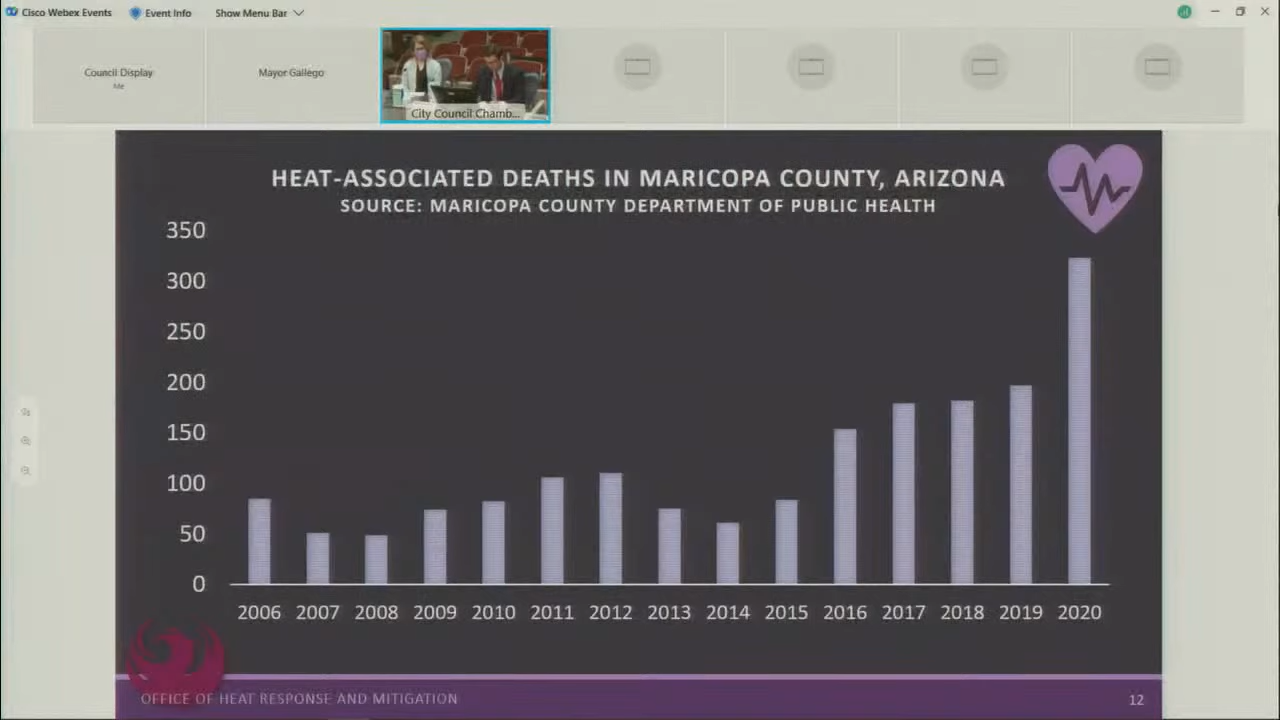 Cisco Webex Events
Event Info
Show Menu Bar
Council Display
Me
Mayor Gallego
City Council Chamb...
HEAT-ASSOCIATED DEATHS IN MARICOPA COUNTY, ARIZONA
SOURCE: MARICOPA COUNTY DEPARTMENT OF PUBLIC HEALTH
350
300
250
200
150
100
50
0
2006 2007 2008 2009 2010 2011 2012 2013 2014 2015 2016 2017 2018 2019 2020
OFFICE OF HEAT RESPONSE AND MITIGATION
12